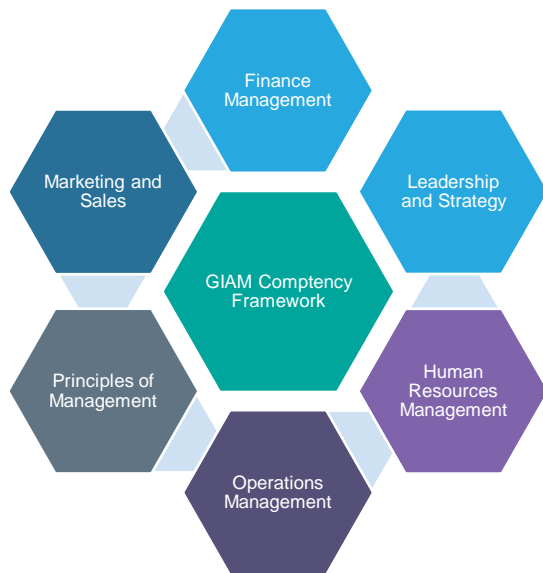 Finance
Management
Marketing and
Sales
Leadership
and Strategy
GIAM Comptency
Framework
Principles of
Management
Human
Resources
Management
Operations
Management